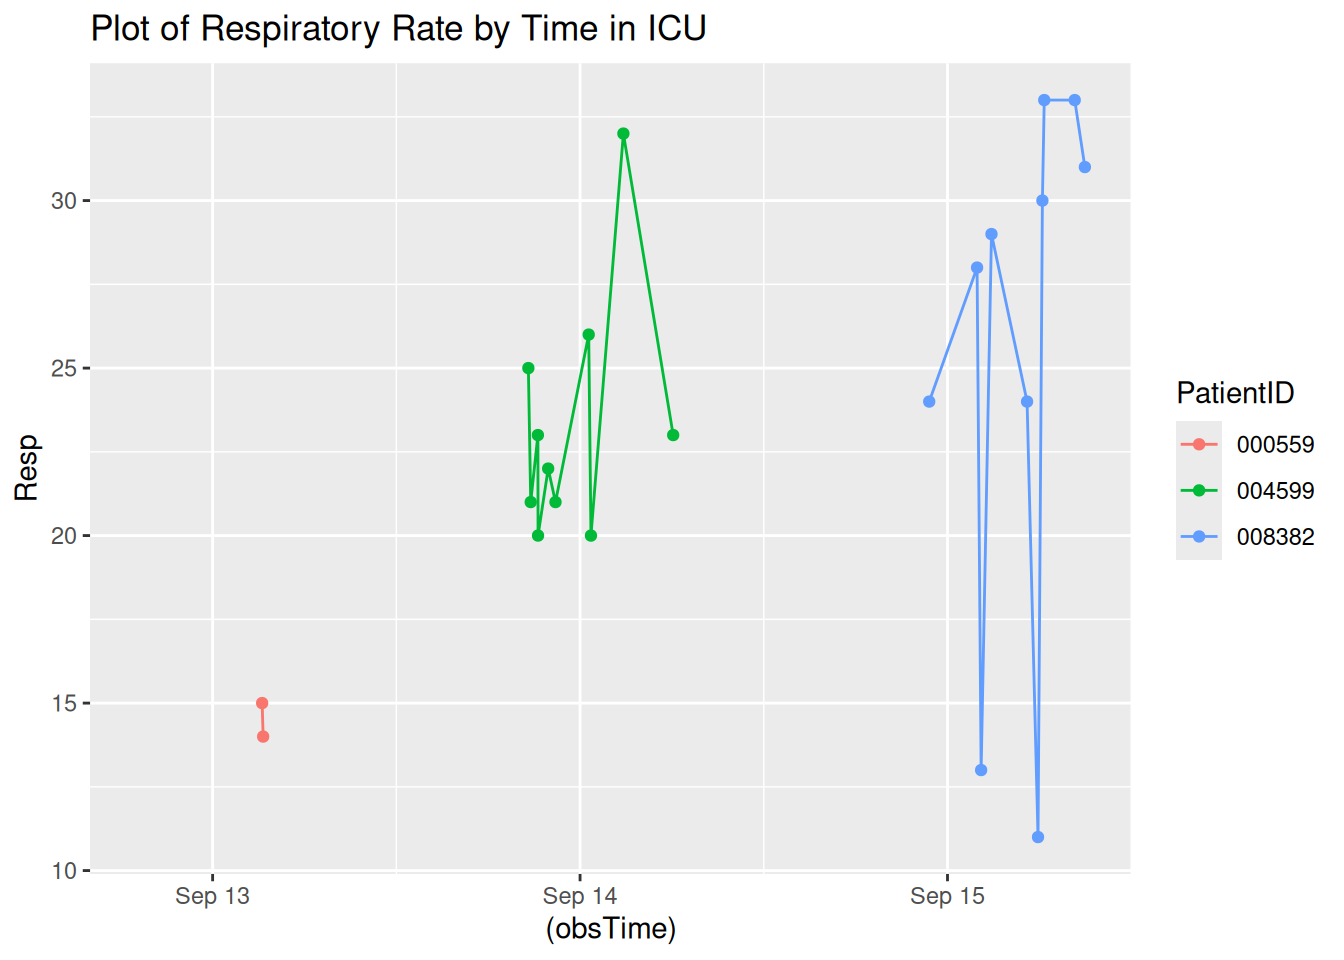 Plot of Respiratory Rate by Time in ICU
Resp
30
25
20
15
10
Sep 13
Sep 14
Sep 15
(obsTime)
PatientID
000559
004599
008382